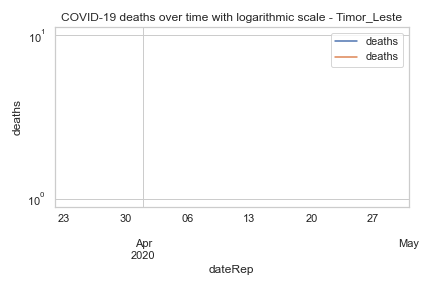 COVID-19 deaths over time with logarithmic scale - Timor_Leste
deaths
deaths
10¹
deaths
10⁰
23 30 06 13 20 27
Apr May
2020
dateRep